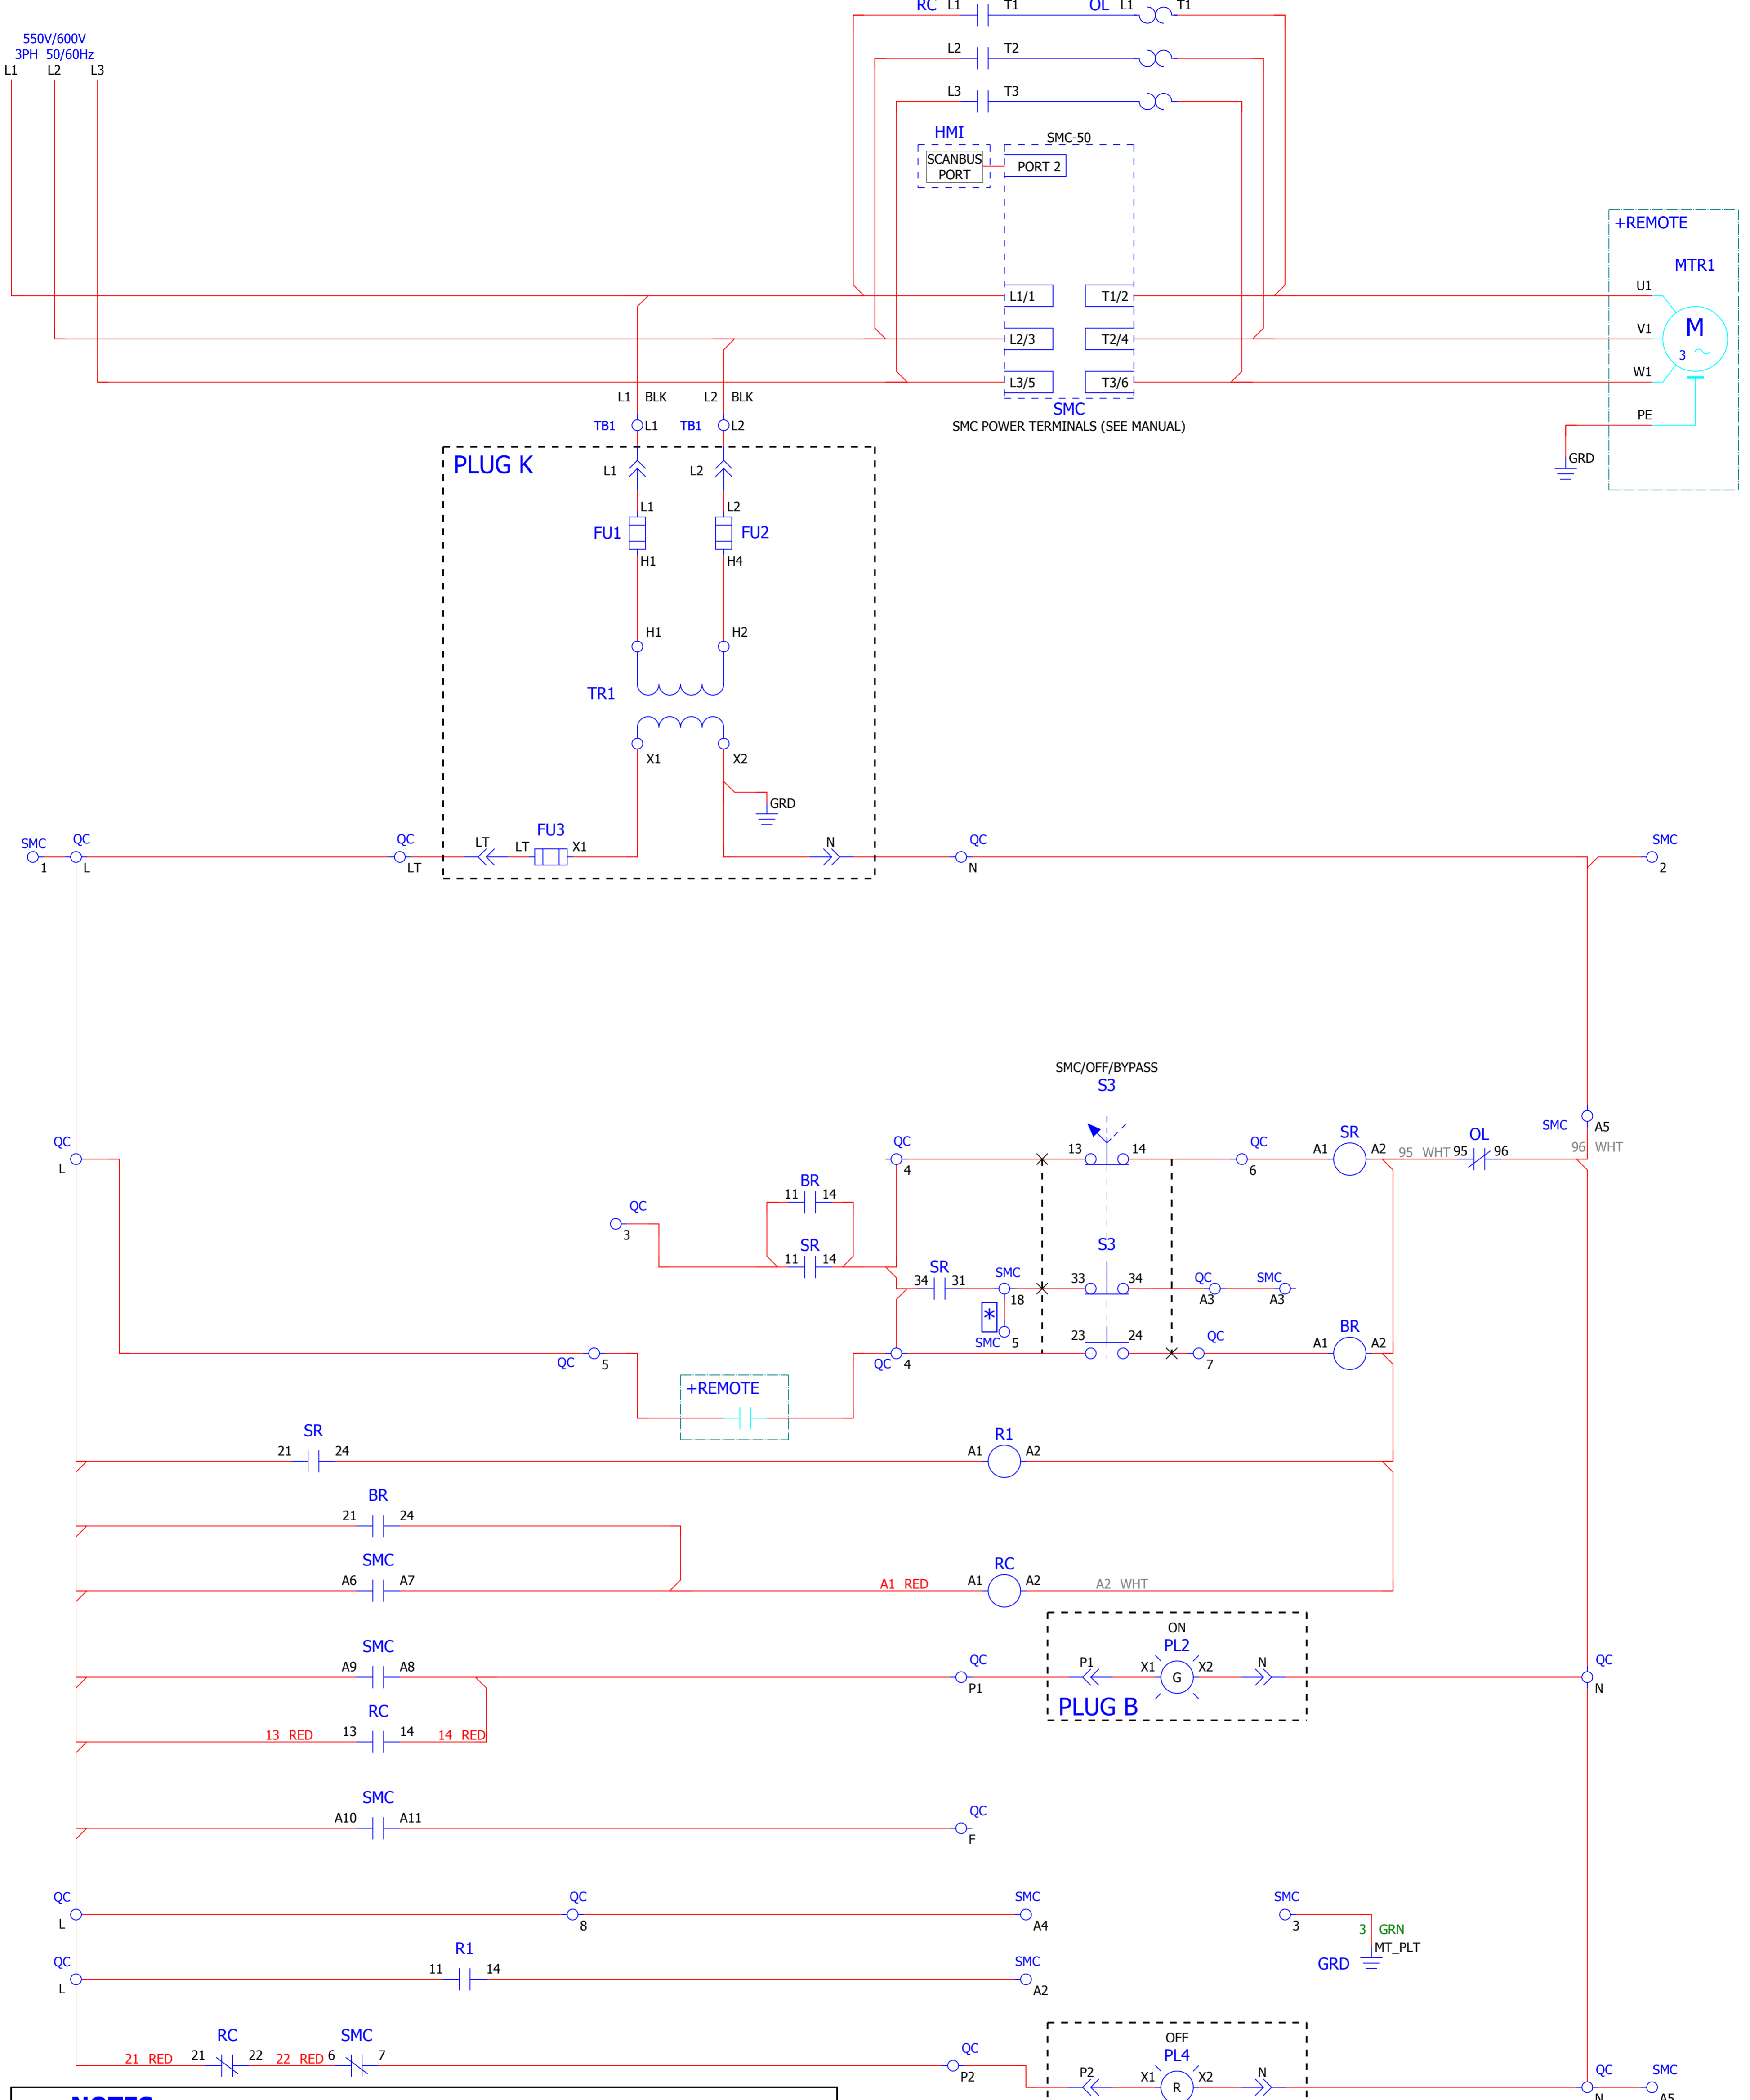 RC L1 T1 OL L1 T1
550V/600V
3PH 50/60Hz
L1 L2 L3
L2 T2
L3 T3
HMI
SMC-50
SCANBUS
PORT
PORT 2
+REMOTE
MTR1
L1/1 T1/2 U1
L2/3 T2/4 V1
M
3
L3/5 T3/6 W1
L1 BLK L2 BLK
SMC
SMC POWER TERMINALS (SEE MANUAL)
PE
GRD
TB1 L1 TB1 L2
PLUG K
L1 L2
L1 L2
FU1 FU2
H1 H4
H1 H2
TR1
X1 X2
GRD
SMC QC QC LT LT FU3 X1 N QC SMC
1 L LT N 2
SMC/OFF/BYPASS
S3
SMC A5
96 WHT
QC QC 13 14 QC SR OL
L 4 6 A1 A2 95 WHT 95 96
BR
11 14
QC
3
SR
11 14
S3
SR
34 31 SMC 33 34 QC SMC
18 A3 A3
*
SMC 5
23 24 QC BR
QC 5 QC 4 7 A1 A2
+REMOTE
SR R1
21 24 A1 A2
BR
21 24
SMC RC
A6 A7 A1 RED A1 A2 A2 WHT
ON
SMC QC PL2 QC
A9 A8 P1 P1 X1 G X2 N N
PLUG B
RC
13 RED 13 14 14 RED
SMC QC
A10 A11 F
QC QC SMC SMC
L 8 A4 3
3 GRN
MT_PLT
GRD
QC R1 SMC
L 11 14 A2
OFF
RC SMC QC PL4 QC SMC
21 RED 21 22 22 RED 6 7 P2 P2 X1 R X2 N N A5
NOTES